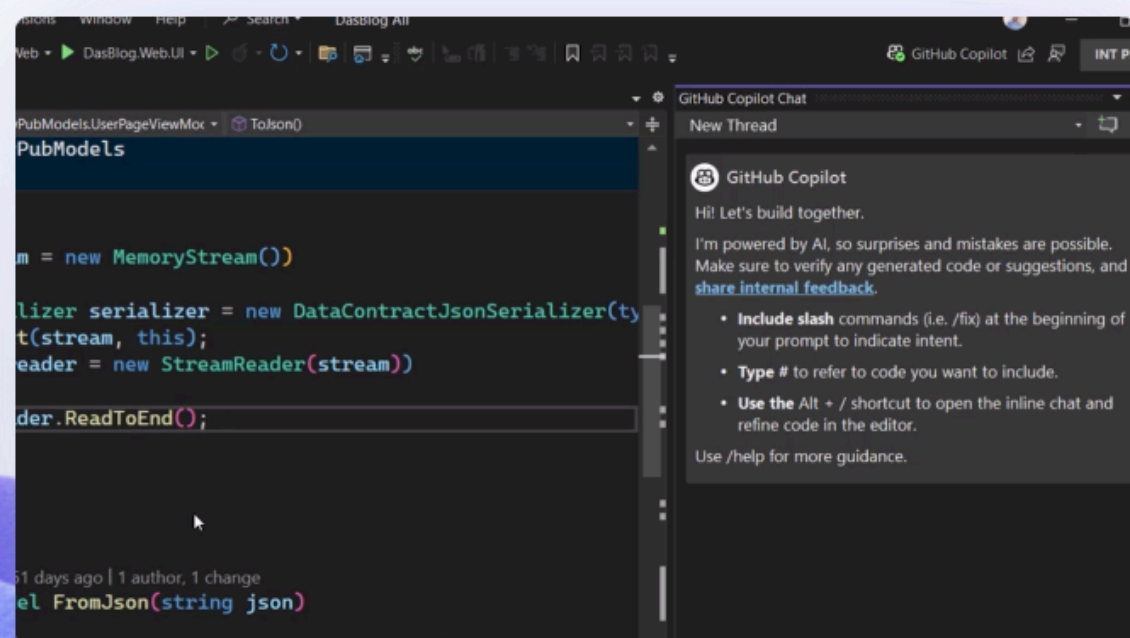 Window Help Search DasBlog All
Web DasBlog.Web.UI GitHub Copilot INT P
GitHub Copilot Chat
PubModels.UserPageViewMoc ToJson()
New Thread
PubModels
GitHub Copilot
Hi! Let's build together.
I'm powered by AI, so surprises and mistakes are possible.
Make sure to verify any generated code or suggestions, and
share internal feedback.
• Include slash commands (i.e. /fix) at the beginning of
your prompt to indicate intent.
• Type # to refer to code you want to include.
• Use the Alt + / shortcut to open the inline chat and
refine code in the editor.
Use /help for more guidance.
m = new MemoryStream())
lizer serializer = new DataContractJsonSerializer(ty
t(stream, this);
eader = new StreamReader(stream))
der.ReadToEnd();
51 days ago | 1 author, 1 change
el FromJson(string json)